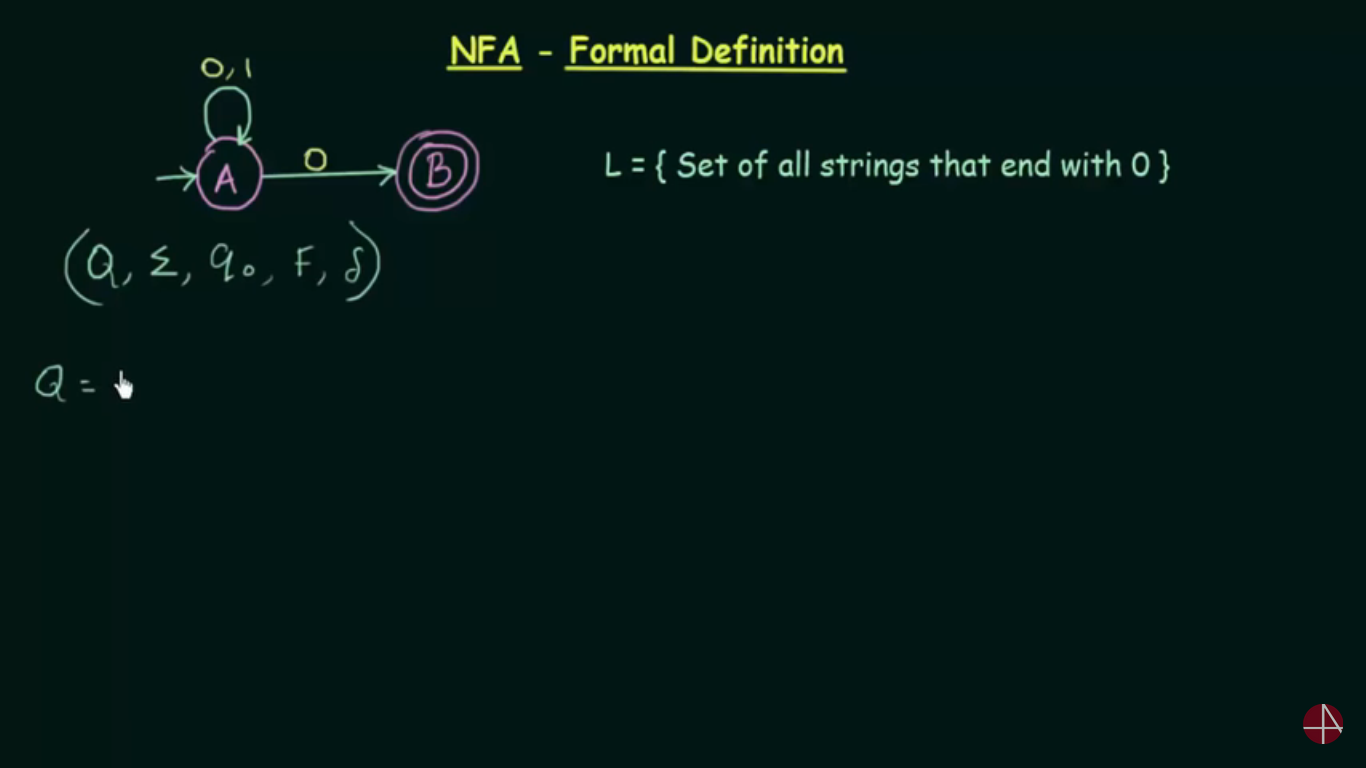 NFA - Formal Definition
0, 1
A
0
B
L = { Set of all strings that end with 0 }
(Q, Σ, q₀, F, δ)
Q =